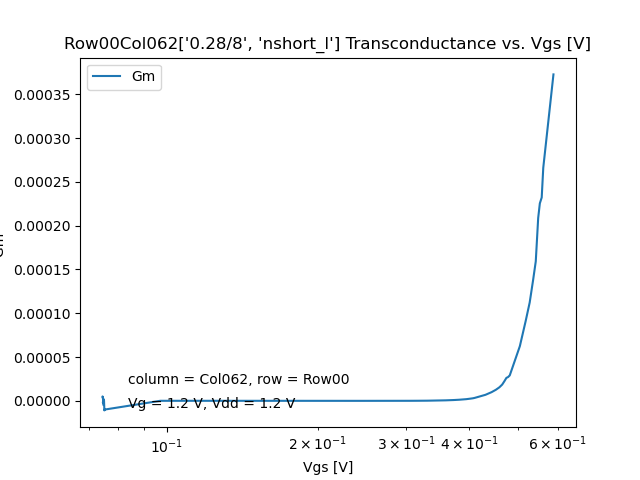 Row00Col062['0.28/8', 'nshort_l'] Transconductance vs. Vgs [V]
Gm
0.00035
0.00030
0.00025
0.00020
0.00015
0.00010
0.00005
0.00000
Gm
column = Col062, row = Row00
Vg = 1.2 V, Vdd = 1.2 V
10⁻¹
2 × 10⁻¹
3 × 10⁻¹
4 × 10⁻¹
6 × 10⁻¹
Vgs [V]